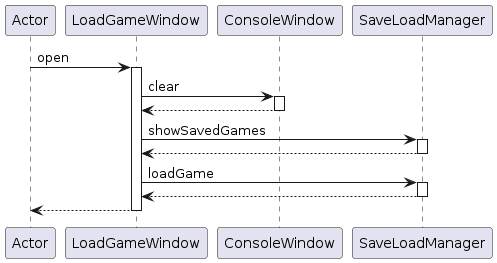 Actor LoadGameWindow ConsoleWindow SaveLoadManager
open
clear
showSavedGames
loadGame
Actor LoadGameWindow ConsoleWindow SaveLoadManager